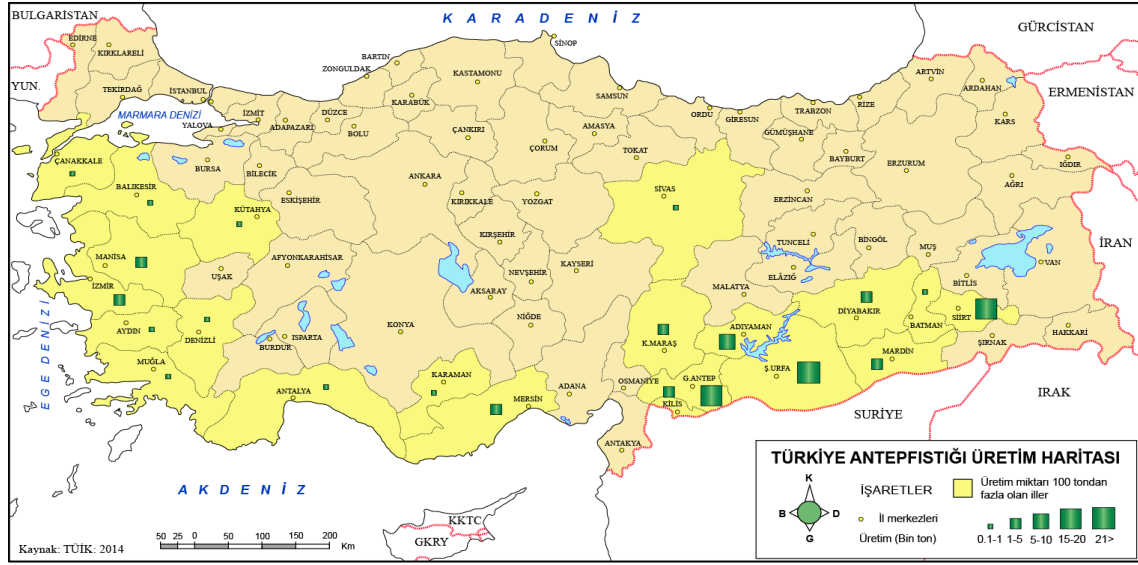 K A R A D E N İ Z
BULGARİSTAN
GÜRCİSTAN
EDİRNE
KIRKLARELİ
SİNOP
BARTIN
ZONGULDAK
KASTAMONU
ARTVİN
ARDAHAN
YUN.
TEKİRDAĞ
İSTANBUL
KARABÜK
SAMSUN
ORDU
GİRESUN
TRABZON
RİZE
ERMENİSTAN
MARMARA DENİZİ
İZMİT
ADAPAZARI
DÜZCE
BOLU
YALOVA
ÇANKIRI
AMASYA
ÇORUM
GÜMÜŞHANE
KARS
TOKAT
BAYBURT
ERZURUM
IĞDIR
ÇANAKKALE
BURSA
BİLECİK
ANKARA
AĞRI
BALIKESİR
ESKİŞEHİR
KIRIKKALE
YOZGAT
SİVAS
ERZİNCAN
KÜTAHYA
KIRŞEHİR
TUNCELİ
BİNGÖL
MUŞ
İRAN
MANİSA
UŞAK
AFYONKARAHİSAR
NEVŞEHİR
KAYSERİ
ELÂZIĞ
VAN
BİTLİS
İZMİR
AKSARAY
MALATYA
EGE DENİZİ
AYDIN
DENİZLİ
BURDUR
ISPARTA
KONYA
NİĞDE
ADIYAMAN
DİYABAKIR
BATMAN
SİİRT
HAKKARİ
ŞIRNAK
K.MARAŞ
MARDİN
MUĞLA
KARAMAN
ADANA
OSMANİYE
G.ANTEP
Ş.URFA
ANTALYA
MERSİN
KİLİS
SURİYE
IRAK
ANTAKYA
A K D E N İ Z
KKTC
GKRY
50 25 0 50 100 150 200
Km
Kaynak: TÜİK: 2014
TÜRKİYE ANTEPFISTIĞI ÜRETİM HARİTASI
K
B
D
G
İŞARETLER
İl merkezleri
Üretim (Bin ton)
Üretim miktarı 100 tondan
fazla olan iller
0.1-1 1-5 5-10 15-20 21>